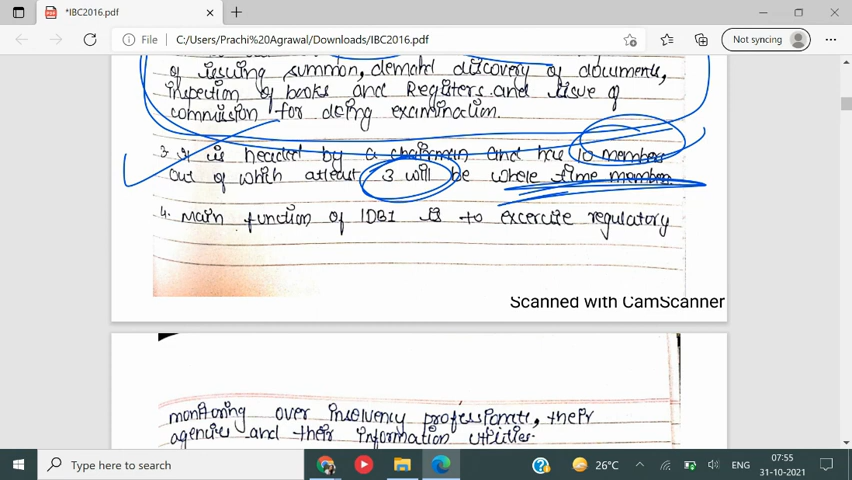 *IBC2016.pdf
File
C:/Users/Prachi%20Agrawal/Downloads/IBC2016.pdf
Not syncing
of issuing summon, demand discovery of documents,
inspection of books and Registers and issue of
commission for doing examination.
3. It is headed by a chairman and has 10 members
out of which atleast 3 will be whole time member.
4. Main function of IDBI is to excercise regulatory
Scanned with CamScanner
monitoring over insolvency professionals, their
agencies and their information utilities.
Type here to search
26°C
ENG
07:55
31-10-2021